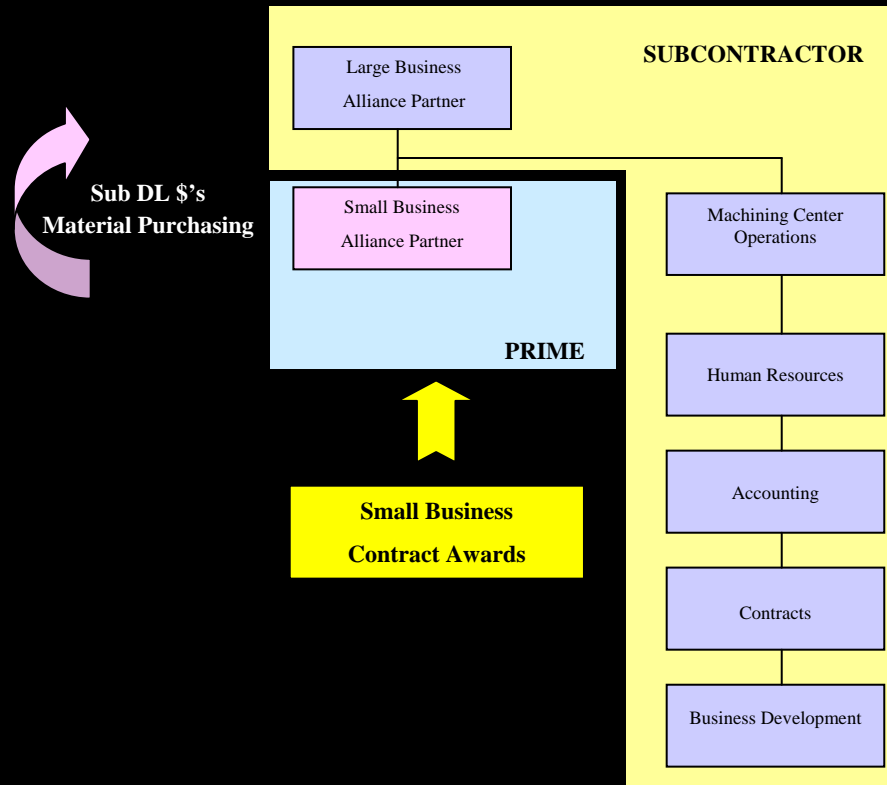 SUBCONTRACTOR
Large Business
Alliance Partner
Sub DL $’s
Material Purchasing
Small Business
Alliance Partner
PRIME
Small Business
Contract Awards
Machining Center
Operations
Human Resources
Accounting
Contracts
Business Development